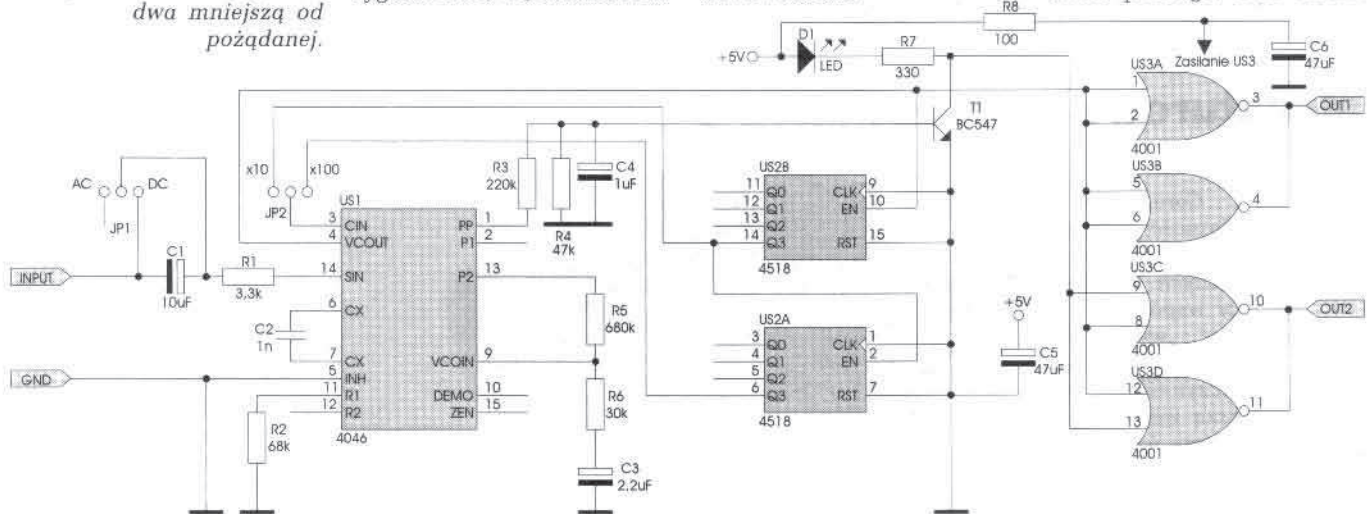 dwa mniejszą od
pożądanej.
R8
100
D1
LED
+5V
R7
330
Zasilanie US3
C6
47uF
T1
BC547
US3A
1
2
3
4001
OUT1
US3B
5
6
4
4001
US3C
9
8
10
4001
OUT2
US3D
12
13
11
4001
AC
DC
JP1
x10
x100
JP2
R3
220k
R4
47k
C4
1uF
INPUT
C1
10uF
R1
3,3k
GND
C2
1n
R2
68k
US1
3 CIN
4 VCOUT
14 SIN
6 CX
7 CX
5 INH
11 R1
12 R2
PP 1
P1 2
P2 13
VCOIN 9
DEMO 10
ZEN 15
4046
R5
680k
R6
30k
C3
2,2uF
US2B
11 Q0 CLK 9
12 Q1 EN 10
13 Q2
14 Q3 RST 15
4518
US2A
3 Q0 CLK 1
4 Q1 EN 2
5 Q2
6 Q3 RST 7
4518
+5V
C5
47uF